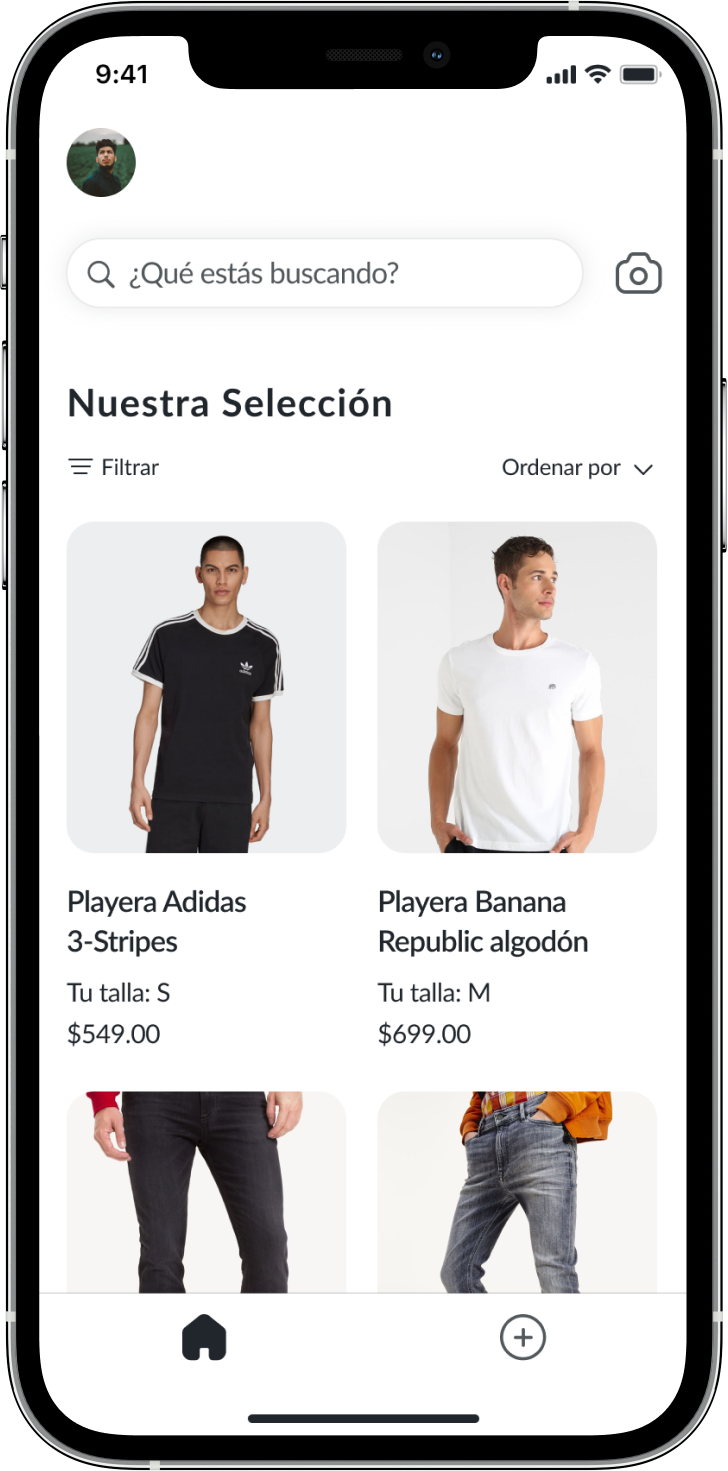 9:41
¿Qué estás buscando?
Nuestra Selección
Filtrar
Ordenar por
Playera Adidas
3-Stripes
Tu talla: S
$549.00
Playera Banana
Republic algodón
Tu talla: M
$699.00